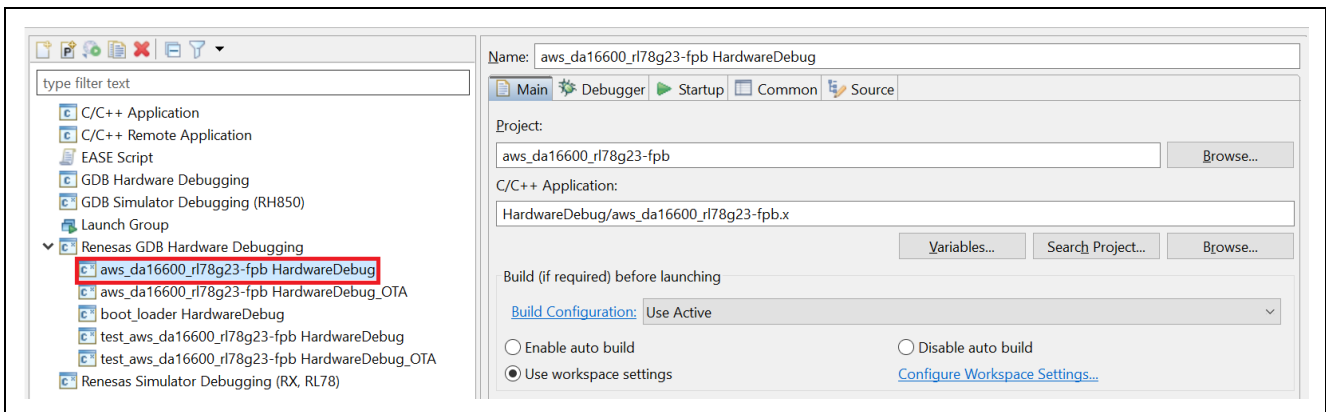 type filter text
C/C++ Application
C/C++ Remote Application
EASE Script
GDB Hardware Debugging
GDB Simulator Debugging (RH850)
Launch Group
Renesas GDB Hardware Debugging
aws_da16600_rl78g23-fpb HardwareDebug
aws_da16600_rl78g23-fpb HardwareDebug_OTA
boot_loader HardwareDebug
test_aws_da16600_rl78g23-fpb HardwareDebug
test_aws_da16600_rl78g23-fpb HardwareDebug_OTA
Renesas Simulator Debugging (RX, RL78)
Name: aws_da16600_rl78g23-fpb HardwareDebug
Main Debugger Startup Common Source
Project:
aws_da16600_rl78g23-fpb Browse...
C/C++ Application:
HardwareDebug/aws_da16600_rl78g23-fpb.x
Variables... Search Project... Browse...
Build (if required) before launching
Build Configuration: Use Active
Enable auto build Disable auto build
Use workspace settings Configure Workspace Settings...